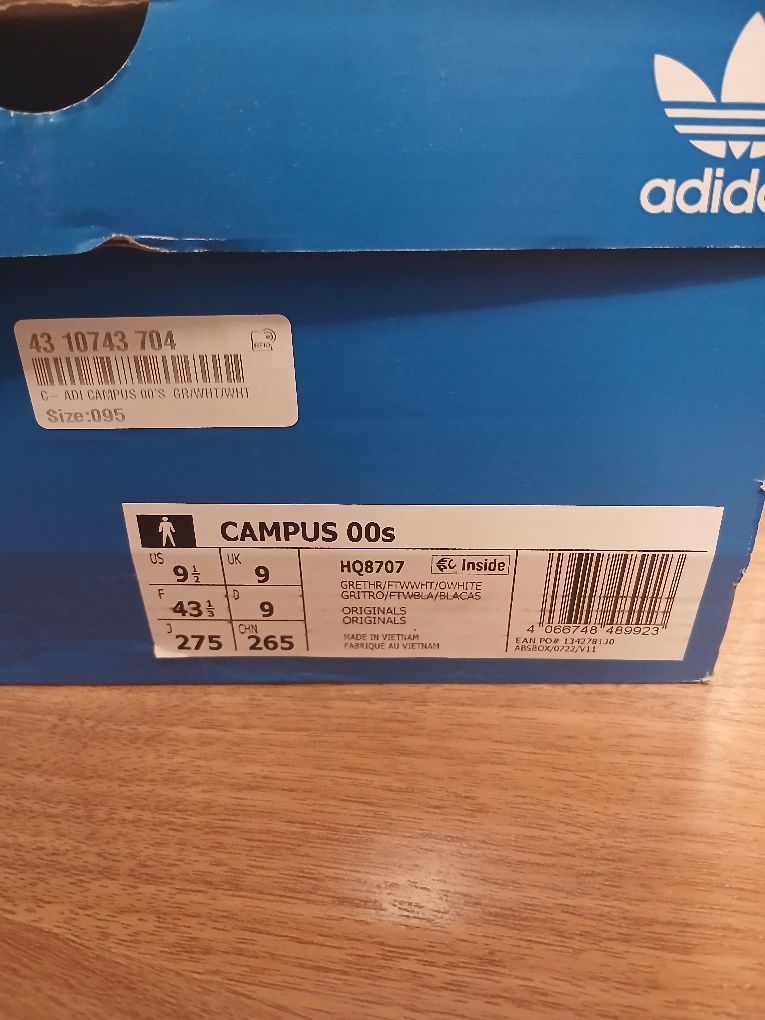 adida
43 10743 704
RFID
C- ADI CAMPUS 00'S GR/WHT/WHT
Size:095
CAMPUS 00s
US 9 1/2 UK 9
F 43 1/3 D 9
J 275 CHN 265
HQ8707 Inside
GRETHR/FTWWHT/OWHITE
GRITRO/FTWBLA/BLACAS
ORIGINALS
ORIGINALS
MADE IN VIETNAM
FABRIQUE AU VIETNAM
4 066748 489923
EAN PO# 134278130
ABSBOX/0722/V11